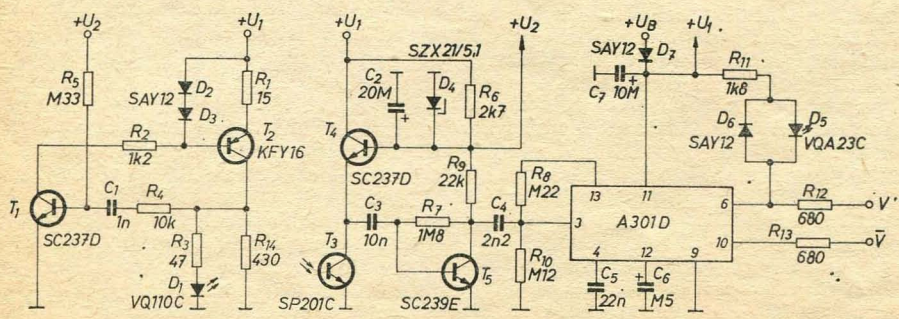 +U2
+U1
+U1
+U2
+UB
+U1
R5
M33
SAY12
D2
D3
R1
15
R2
1k2
T2
KFY16
T1
SC237D
C1
1n
R4
10k
R3
47
D1
VQ110C
R14
430
SZX21/5,1
C2
20M
+
D4
R6
2k7
T4
SC237D
R9
22k
C3
10n
R7
1M8
C4
2n2
T3
SP201C
T5
SC239E
R8
M22
R10
M12
SAY12
D7
C7
10M
+
R11
1k8
D6
SAY12
D5
VQA23C
13
11
3
A301D
6
10
4
12
9
R12
680
V'
R13
680
V̅
C5
22n
+
C6
M5